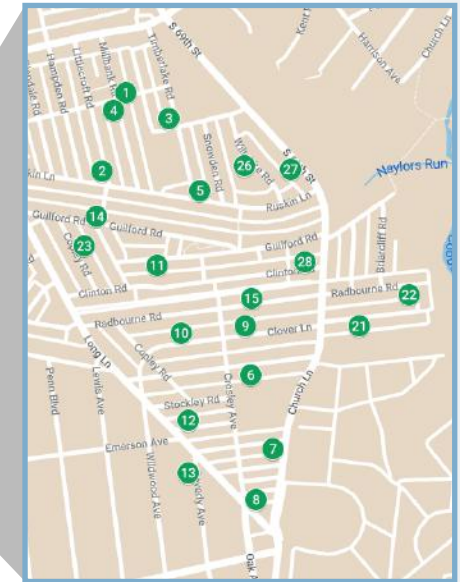 Kent
Church Ln
Harrison Ave
S 69th St
Hampden Rd
Littlecroft Rd
Millbank Rd
Timberlake Rd
1
4
3
Snowden Rd
26
27
Naylors Run
2
5
Ruskin Ln
14
Guilford Rd
Guilford Rd
Guilford Rd
23
Copley Rd
11
28
Clinton Rd
Briarcliff Rd
15
Radbourne Rd
22
Radbourne Rd
10
9
Clover Ln
21
Long Ln
Copley Rd
6
Penn Blvd
Lewis Ave
Crosley Ave
Church Ln
Stockley Rd
12
Emerson Ave
7
Wildwood Ave
13
8
Oak